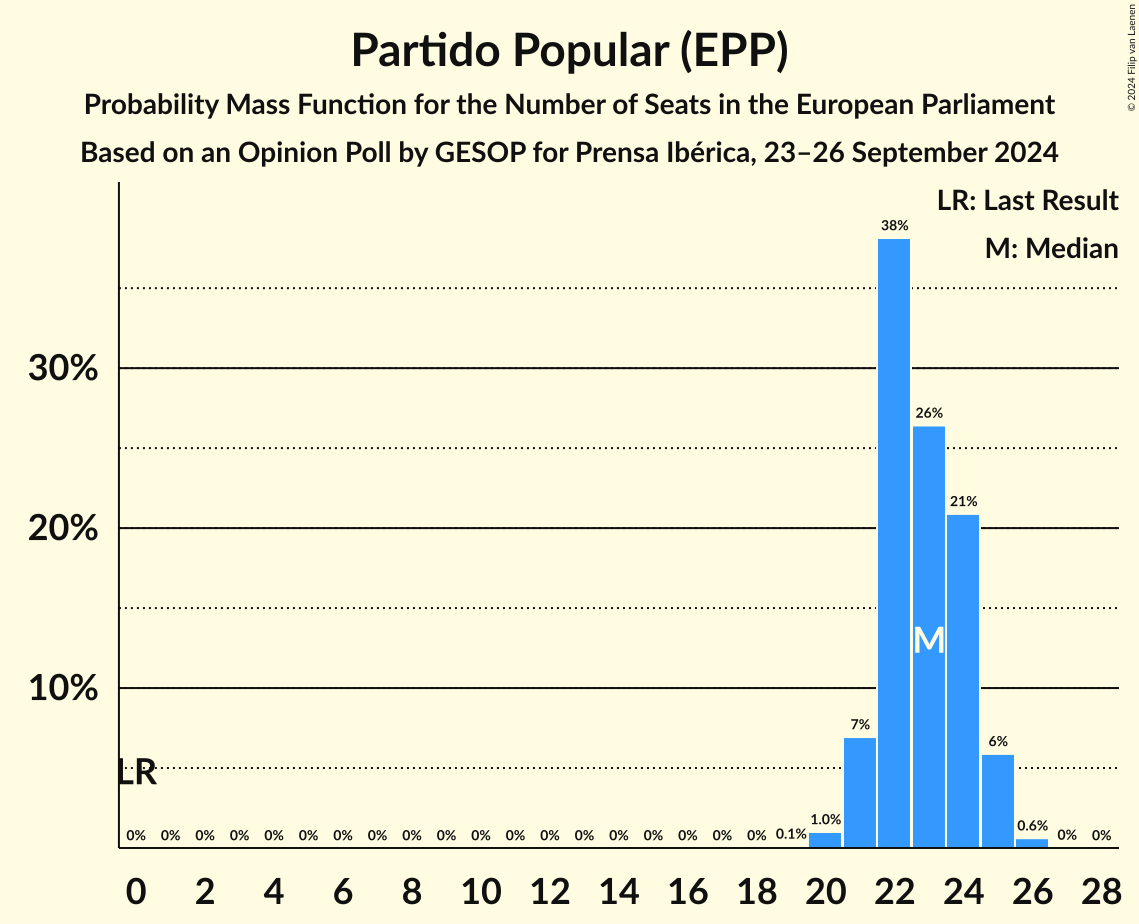 Partido Popular (EPP)
Probability Mass Function for the Number of Seats in the European Parliament
Based on an Opinion Poll by GESOP for Prensa Ibérica, 23–26 September 2024
© 2024 Filip van Laenen
LR: Last Result
M: Median
38%
30%
26%
21%
20%
M
10%
7%
6%
LR
0% 0% 0% 0% 0% 0% 0% 0% 0% 0% 0% 0% 0% 0% 0% 0% 0% 0% 0% 0.1% 1.0% 0.6% 0% 0%
0 2 4 6 8 10 12 14 16 18 20 22 24 26 28